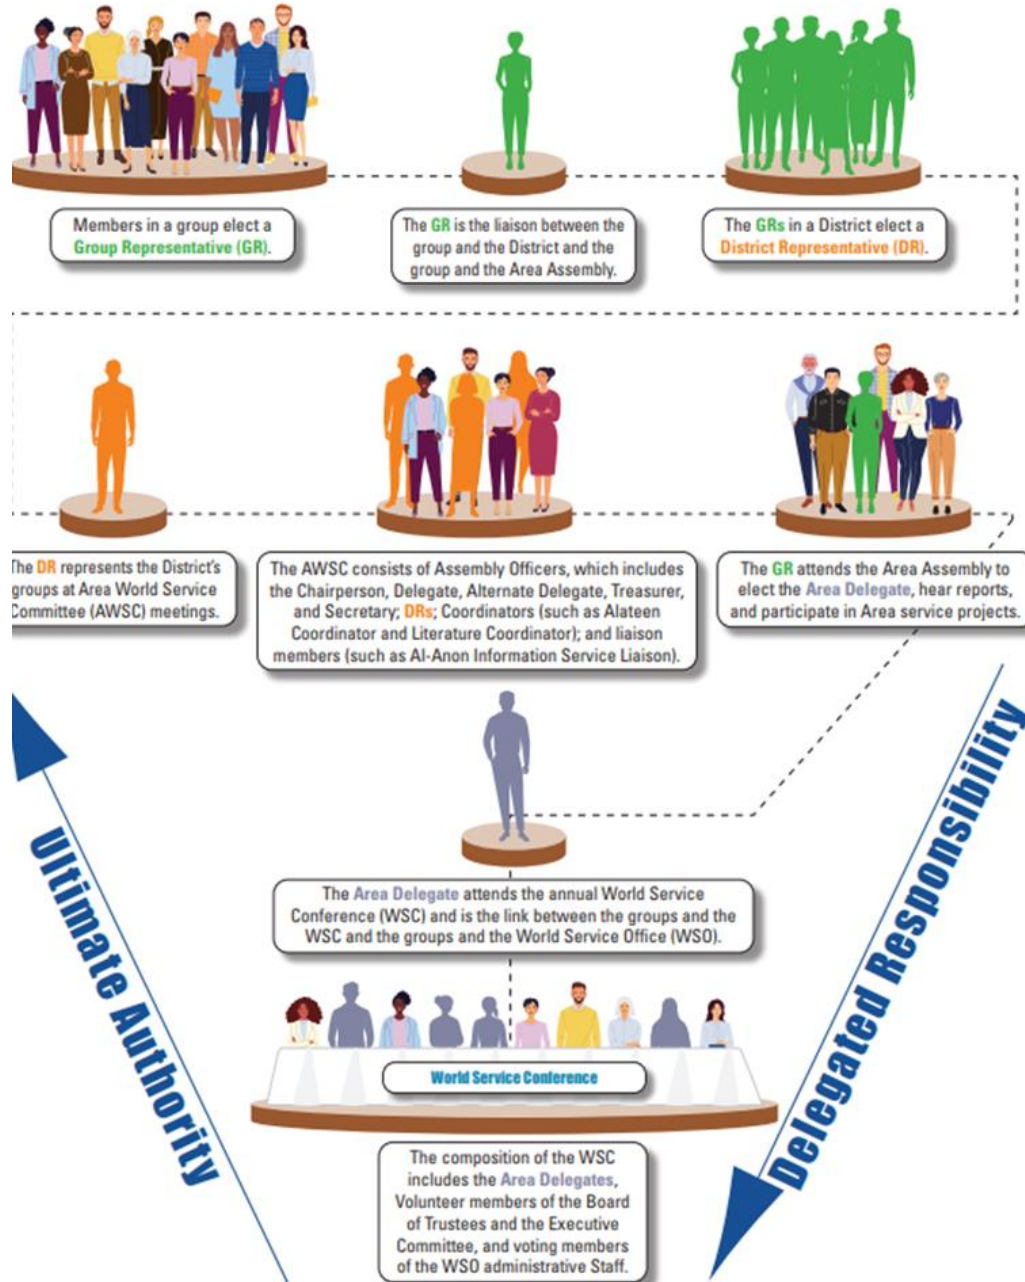 Members in a group elect a
Group Representative (GR).
The GR is the liaison between the
group and the District and the
group and the Area Assembly.
The GRs in a District elect a
District Representative (DR).
The DR represents the District's
groups at Area World Service
Committee (AWSC) meetings.
The AWSC consists of Assembly Officers, which includes
the Chairperson, Delegate, Alternate Delegate, Treasurer,
and Secretary; DRs; Coordinators (such as Alateen
Coordinator and Literature Coordinator); and liaison
members (such as Al-Anon Information Service Liaison).
The GR attends the Area Assembly to
elect the Area Delegate, hear reports,
and participate in Area service projects.
Ultimate Authority
Delegated Responsibility
The Area Delegate attends the annual World Service
Conference (WSC) and is the link between the groups and the
WSC and the groups and the World Service Office (WSO).
World Service Conference
The composition of the WSC
includes the Area Delegates,
Volunteer members of the Board
of Trustees and the Executive
Committee, and voting members
of the WSO administrative Staff.